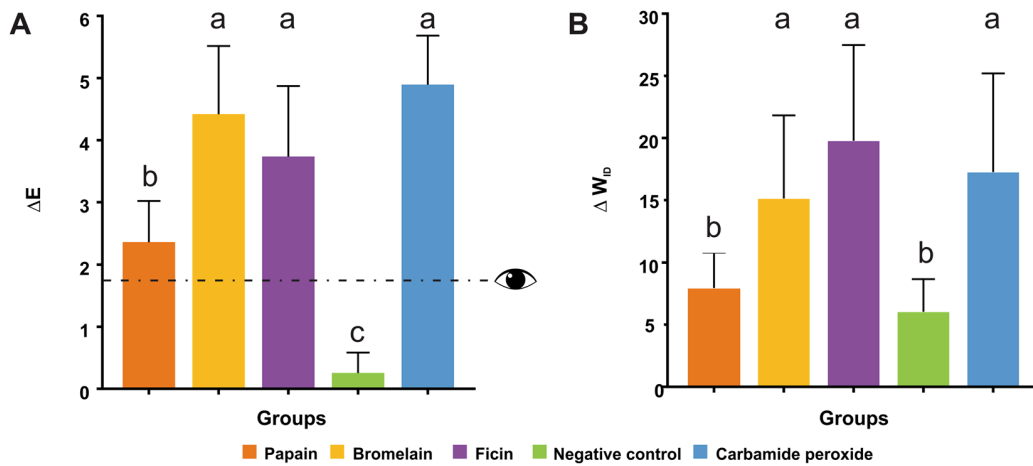 A
ΔE
6
5
4
3
2
1
0
b
a
a
c
a
Groups
B
Δ W_ID
30
25
20
15
10
5
0
b
a
a
b
a
Groups
Papain Bromelain Ficin Negative control Carbamide peroxide